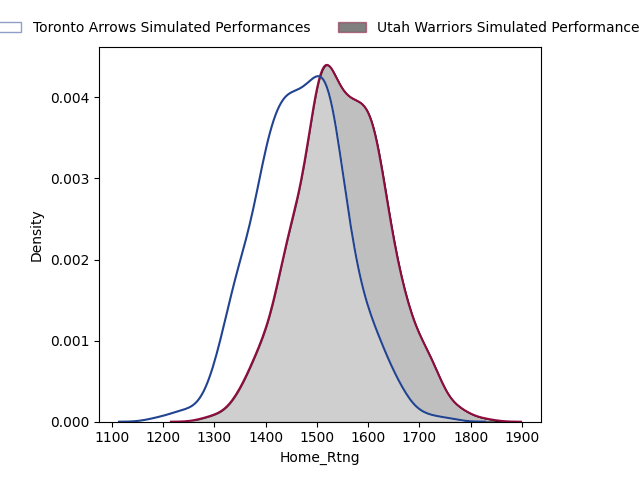 Toronto Arrows Simulated Performances
Utah Warriors Simulated Performance
Density
0.004
0.003
0.002
0.001
0.000
1100 1200 1300 1400 1500 1600 1700 1800 1900
Home_Rtng